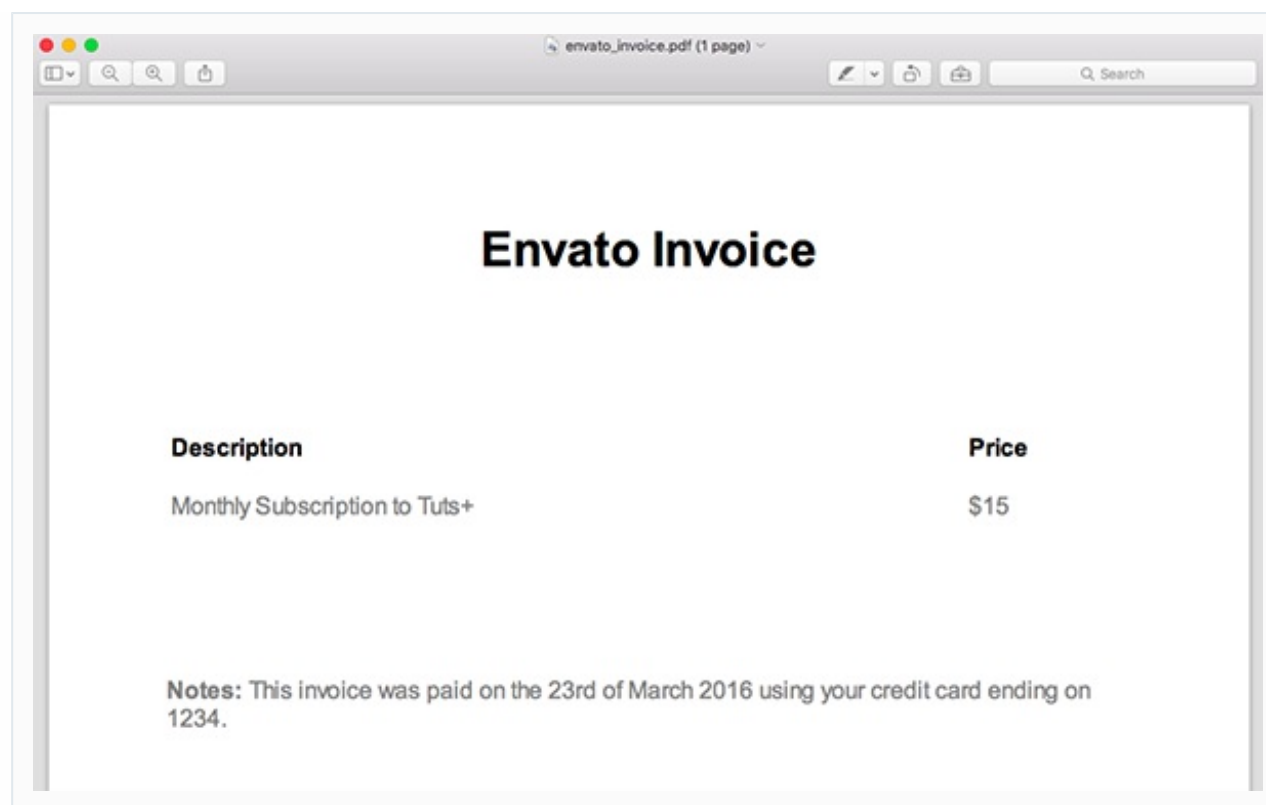 envato_invoice.pdf (1 page)
Search
Envato Invoice
Description Price
Monthly Subscription to Tuts+ $15
Notes: This invoice was paid on the 23rd of March 2016 using your credit card ending on
1234.